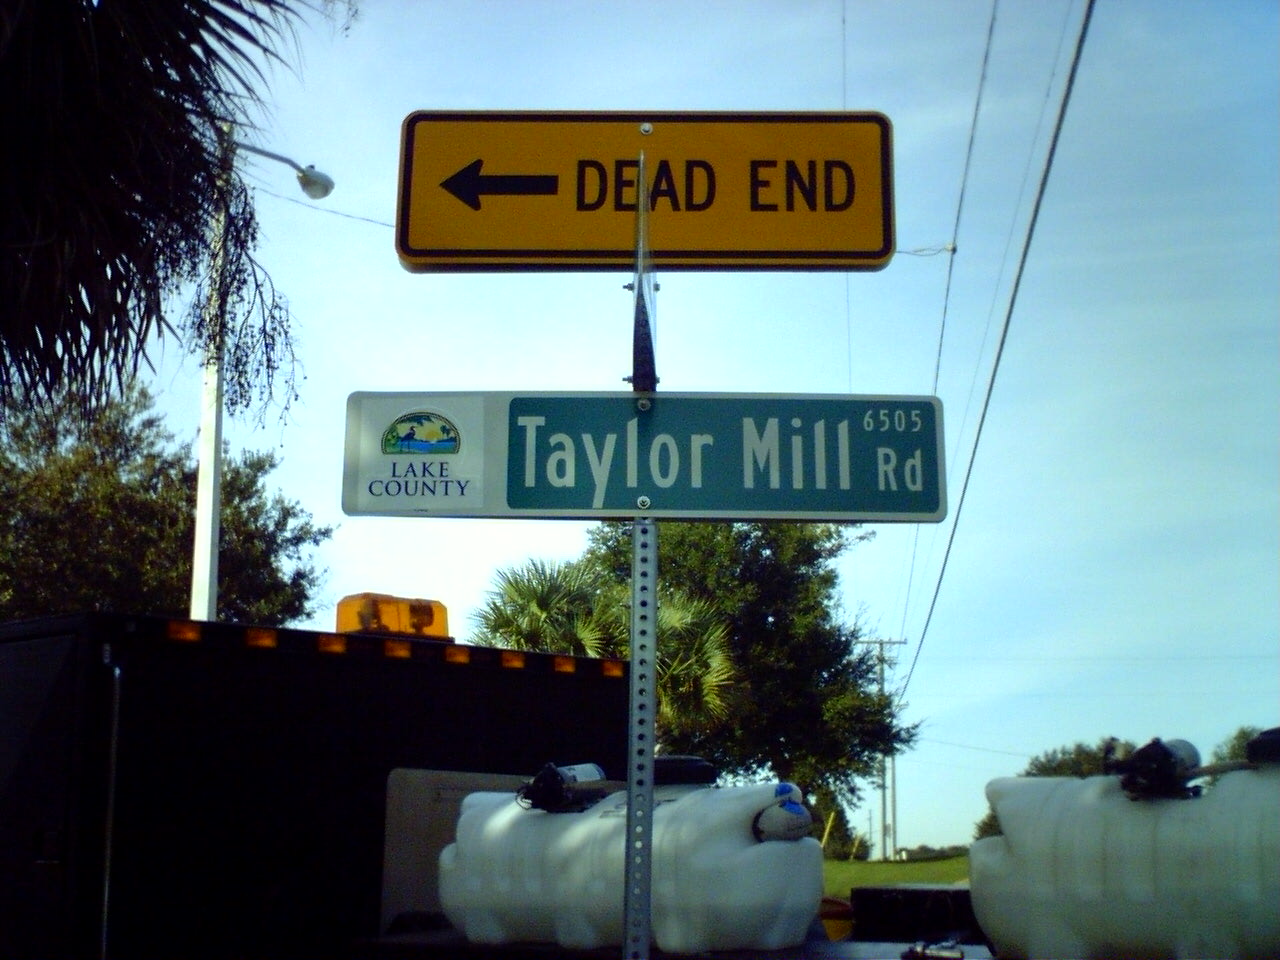 DEAD END
6505
Taylor Mill Rd
LAKE
COUNTY